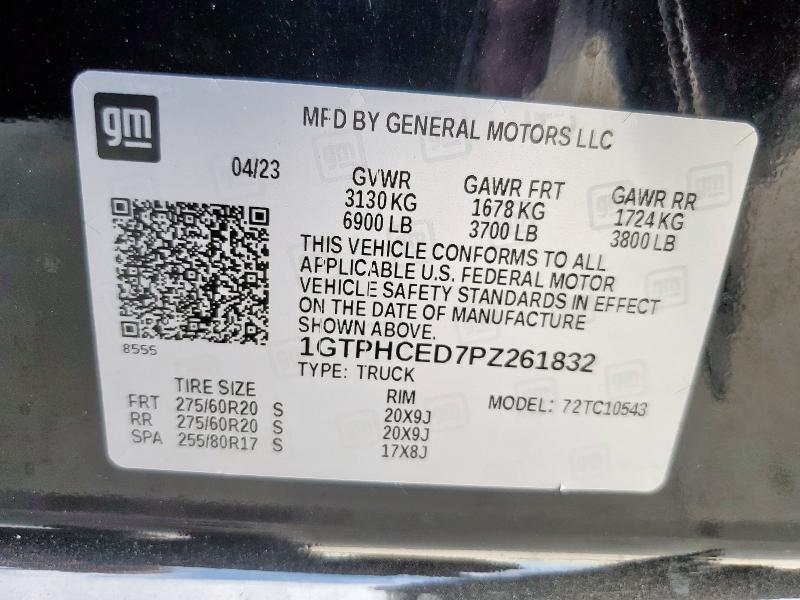 gm
MFD BY GENERAL MOTORS LLC
04/23
GVWR GAWR FRT GAWR RR
3130 KG 1678 KG 1724 KG
6900 LB 3700 LB 3800 LB
THIS VEHICLE CONFORMS TO ALL
APPLICABLE U.S. FEDERAL MOTOR
VEHICLE SAFETY STANDARDS IN EFFECT
ON THE DATE OF MANUFACTURE
SHOWN ABOVE.
8555
1GTPHCED7PZ261832
TYPE: TRUCK
TIRE SIZE RIM MODEL: 72TC10543
FRT 275/60R20 S 20X9J
RR 275/60R20 S 20X9J
SPA 255/80R17 S 17X8J